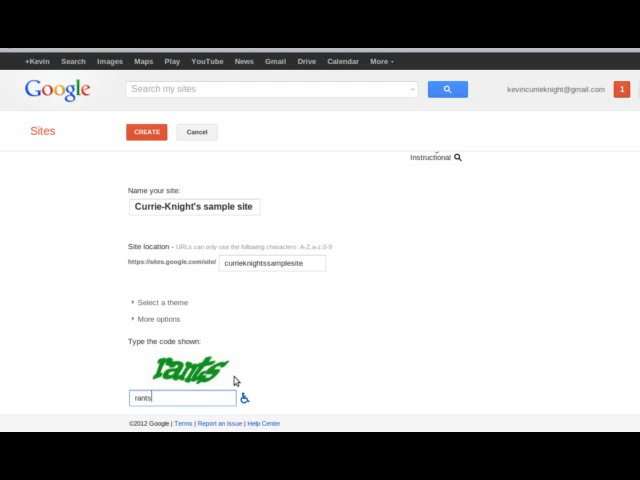 +Kevin Search Images Maps Play YouTube News Gmail Drive Calendar More
Google Search my sites kevincurrieknight@gmail.com 1
Sites CREATE Cancel
Instructional
Name your site:
Currie-Knight's sample site
Site location - URLs can only use the following characters: A-Z,a-z,0-9
https://sites.google.com/site/ currieknightssamplesite
Select a theme
More options
Type the code shown:
rants
rants
©2012 Google | Terms | Report an Issue | Help Center